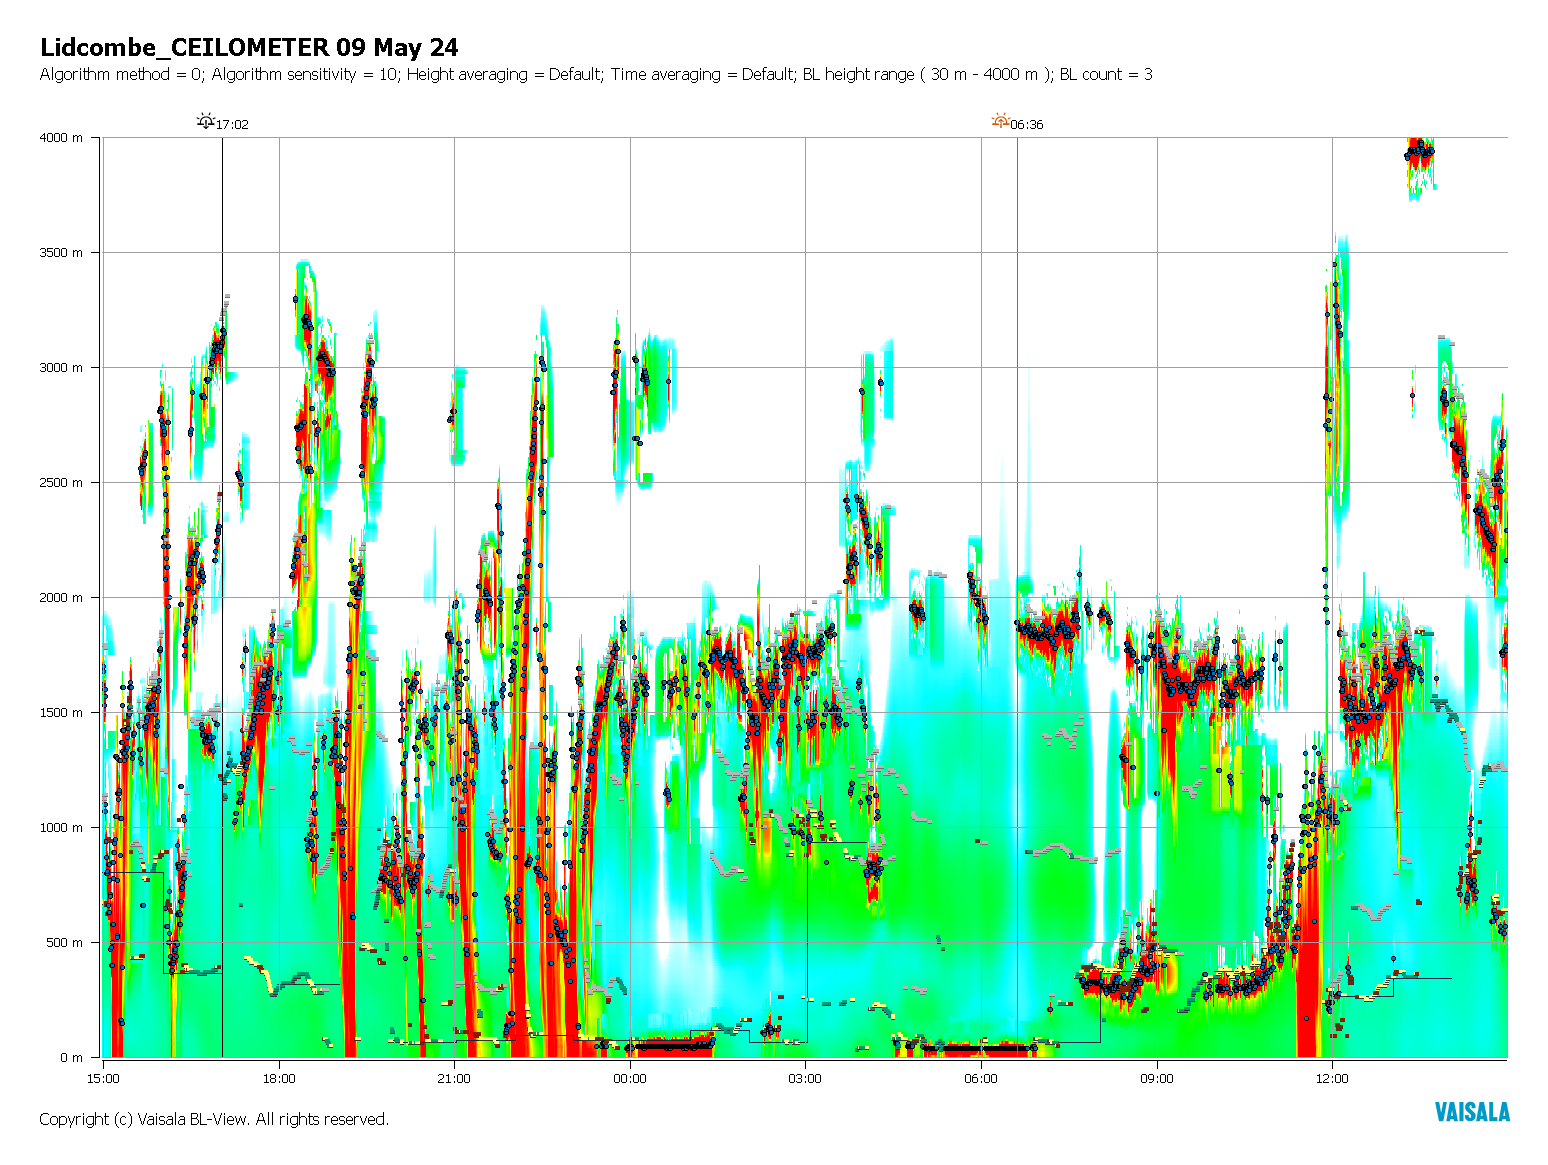 Lidcombe_CEILOMETER 09 May 24
Algorithm method = 0; Algorithm sensitivity = 10; Height averaging = Default; Time averaging = Default; BL height range ( 30 m - 4000 m ); BL count = 3
17:02
06:36
4000 m
3500 m
3000 m
2500 m
2000 m
1500 m
1000 m
500 m
0 m
15:00 18:00 21:00 00:00 03:00 06:00 09:00 12:00
Copyright (c) Vaisala BL-View. All rights reserved.
VAISALA